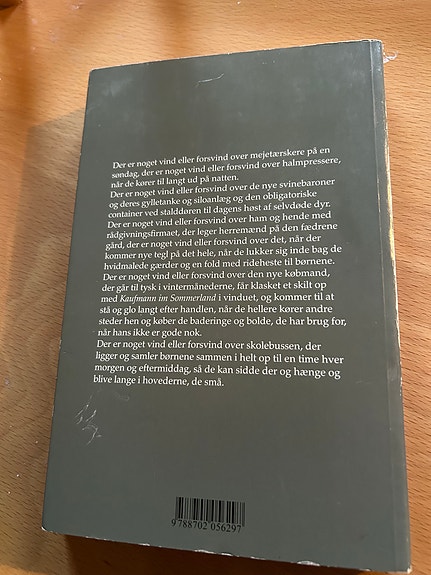 Der er noget vind eller forsvind over mejetærskere på en
søndag, der er noget vind eller forsvind over halmpressere,
når de kører til langt ud på natten.
Der er noget vind eller forsvind over de nye svinebaroner
og deres gylletanke og siloanlæg og den obligatoriske
container ved stalddøren til dagens høst af selvdøde dyr.
Der er noget vind eller forsvind over ham og hende med
rådgivningsfirmaet, der leger herremænd på den fædrene
gård, der er noget vind eller forsvind over det, når der
kommer nye tegl på det hele, når de lukker sig inde bag de
hvidmalede gærder og en fold med rideheste til børnene.
Der er noget vind eller forsvind over den nye købmand,
der går til tysk i vintermånederne, får klasket et skilt op
med Kaufmann im Sommerland i vinduet, og kommer til at
stå og glo langt efter handlen, når de hellere kører andre
steder hen og køber de baderinge og bolde, de har brug for,
når hans ikke er gode nok.
Der er noget vind eller forsvind over skolebussen, der
ligger og samler børnene sammen i helt op til en time hver
morgen og eftermiddag, så de kan sidde der og hænge og
blive lange i hovederne, de små.
9 788702 056297